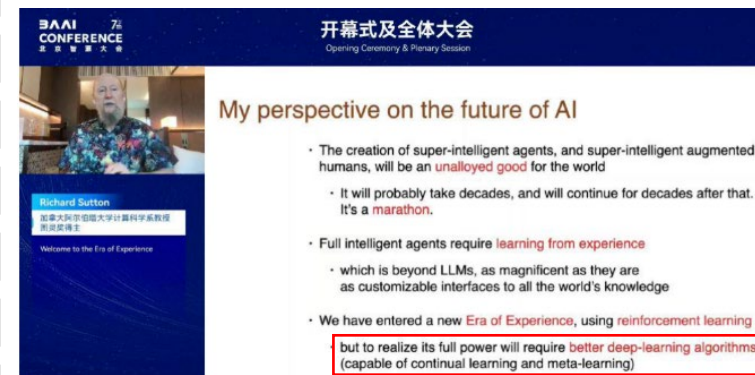 BAAI 7th
CONFERENCE
北京智源大会
开幕式及全体大会
Opening Ceremony & Plenary Session
My perspective on the future of AI
· The creation of super-intelligent agents, and super-intelligent augmented
humans, will be an unalloyed good for the world
· It will probably take decades, and will continue for decades after that.
It's a marathon.
Richard Sutton
加拿大阿尔伯塔大学计算科学系教授
图灵奖得主
Welcome to the Era of Experience
· Full intelligent agents require learning from experience
· which is beyond LLMs, as magnificent as they are
as customizable interfaces to all the world's knowledge
· We have entered a new Era of Experience, using reinforcement learning
· but to realize its full power will require better deep-learning algorithms
(capable of continual learning and meta-learning)